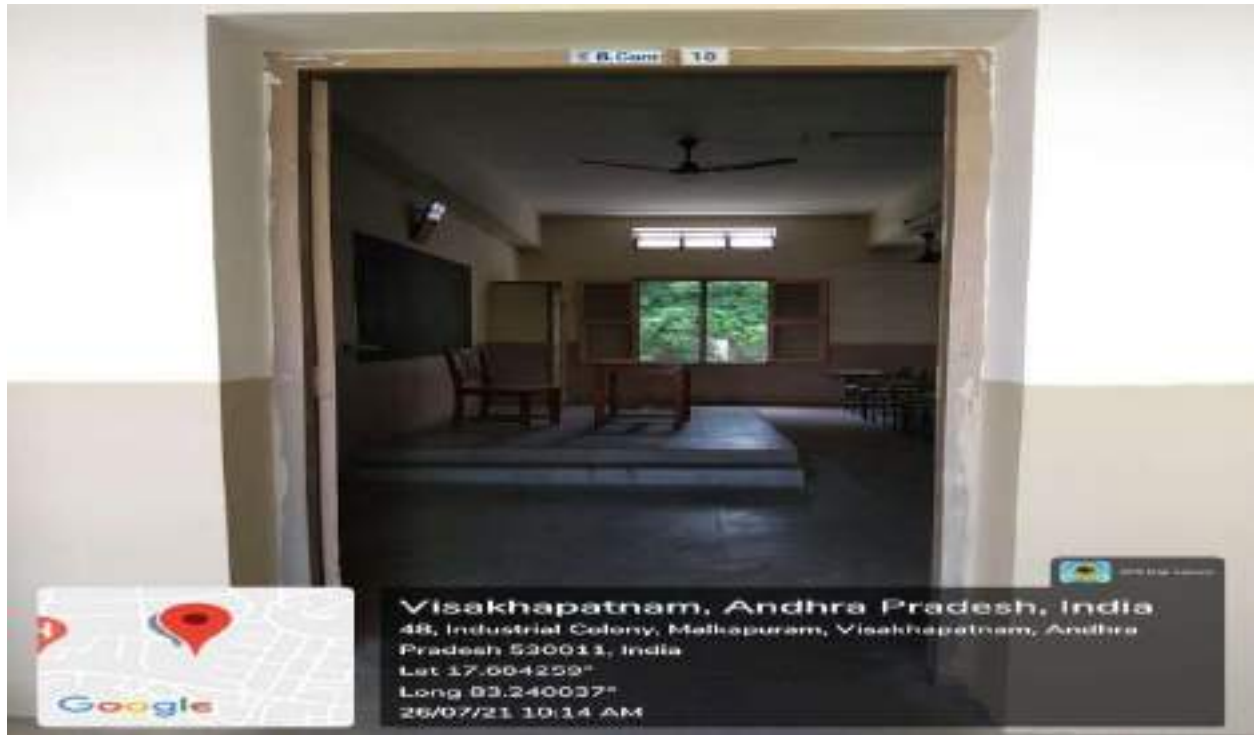 B.Com 10
Visakhapatnam, Andhra Pradesh, India
48, Industrial Colony, Malkapuram, Visakhapatnam, Andhra
Pradesh 530011, India
Lat 17.604259°
Long 83.240037°
26/07/21 10:14 AM
Google